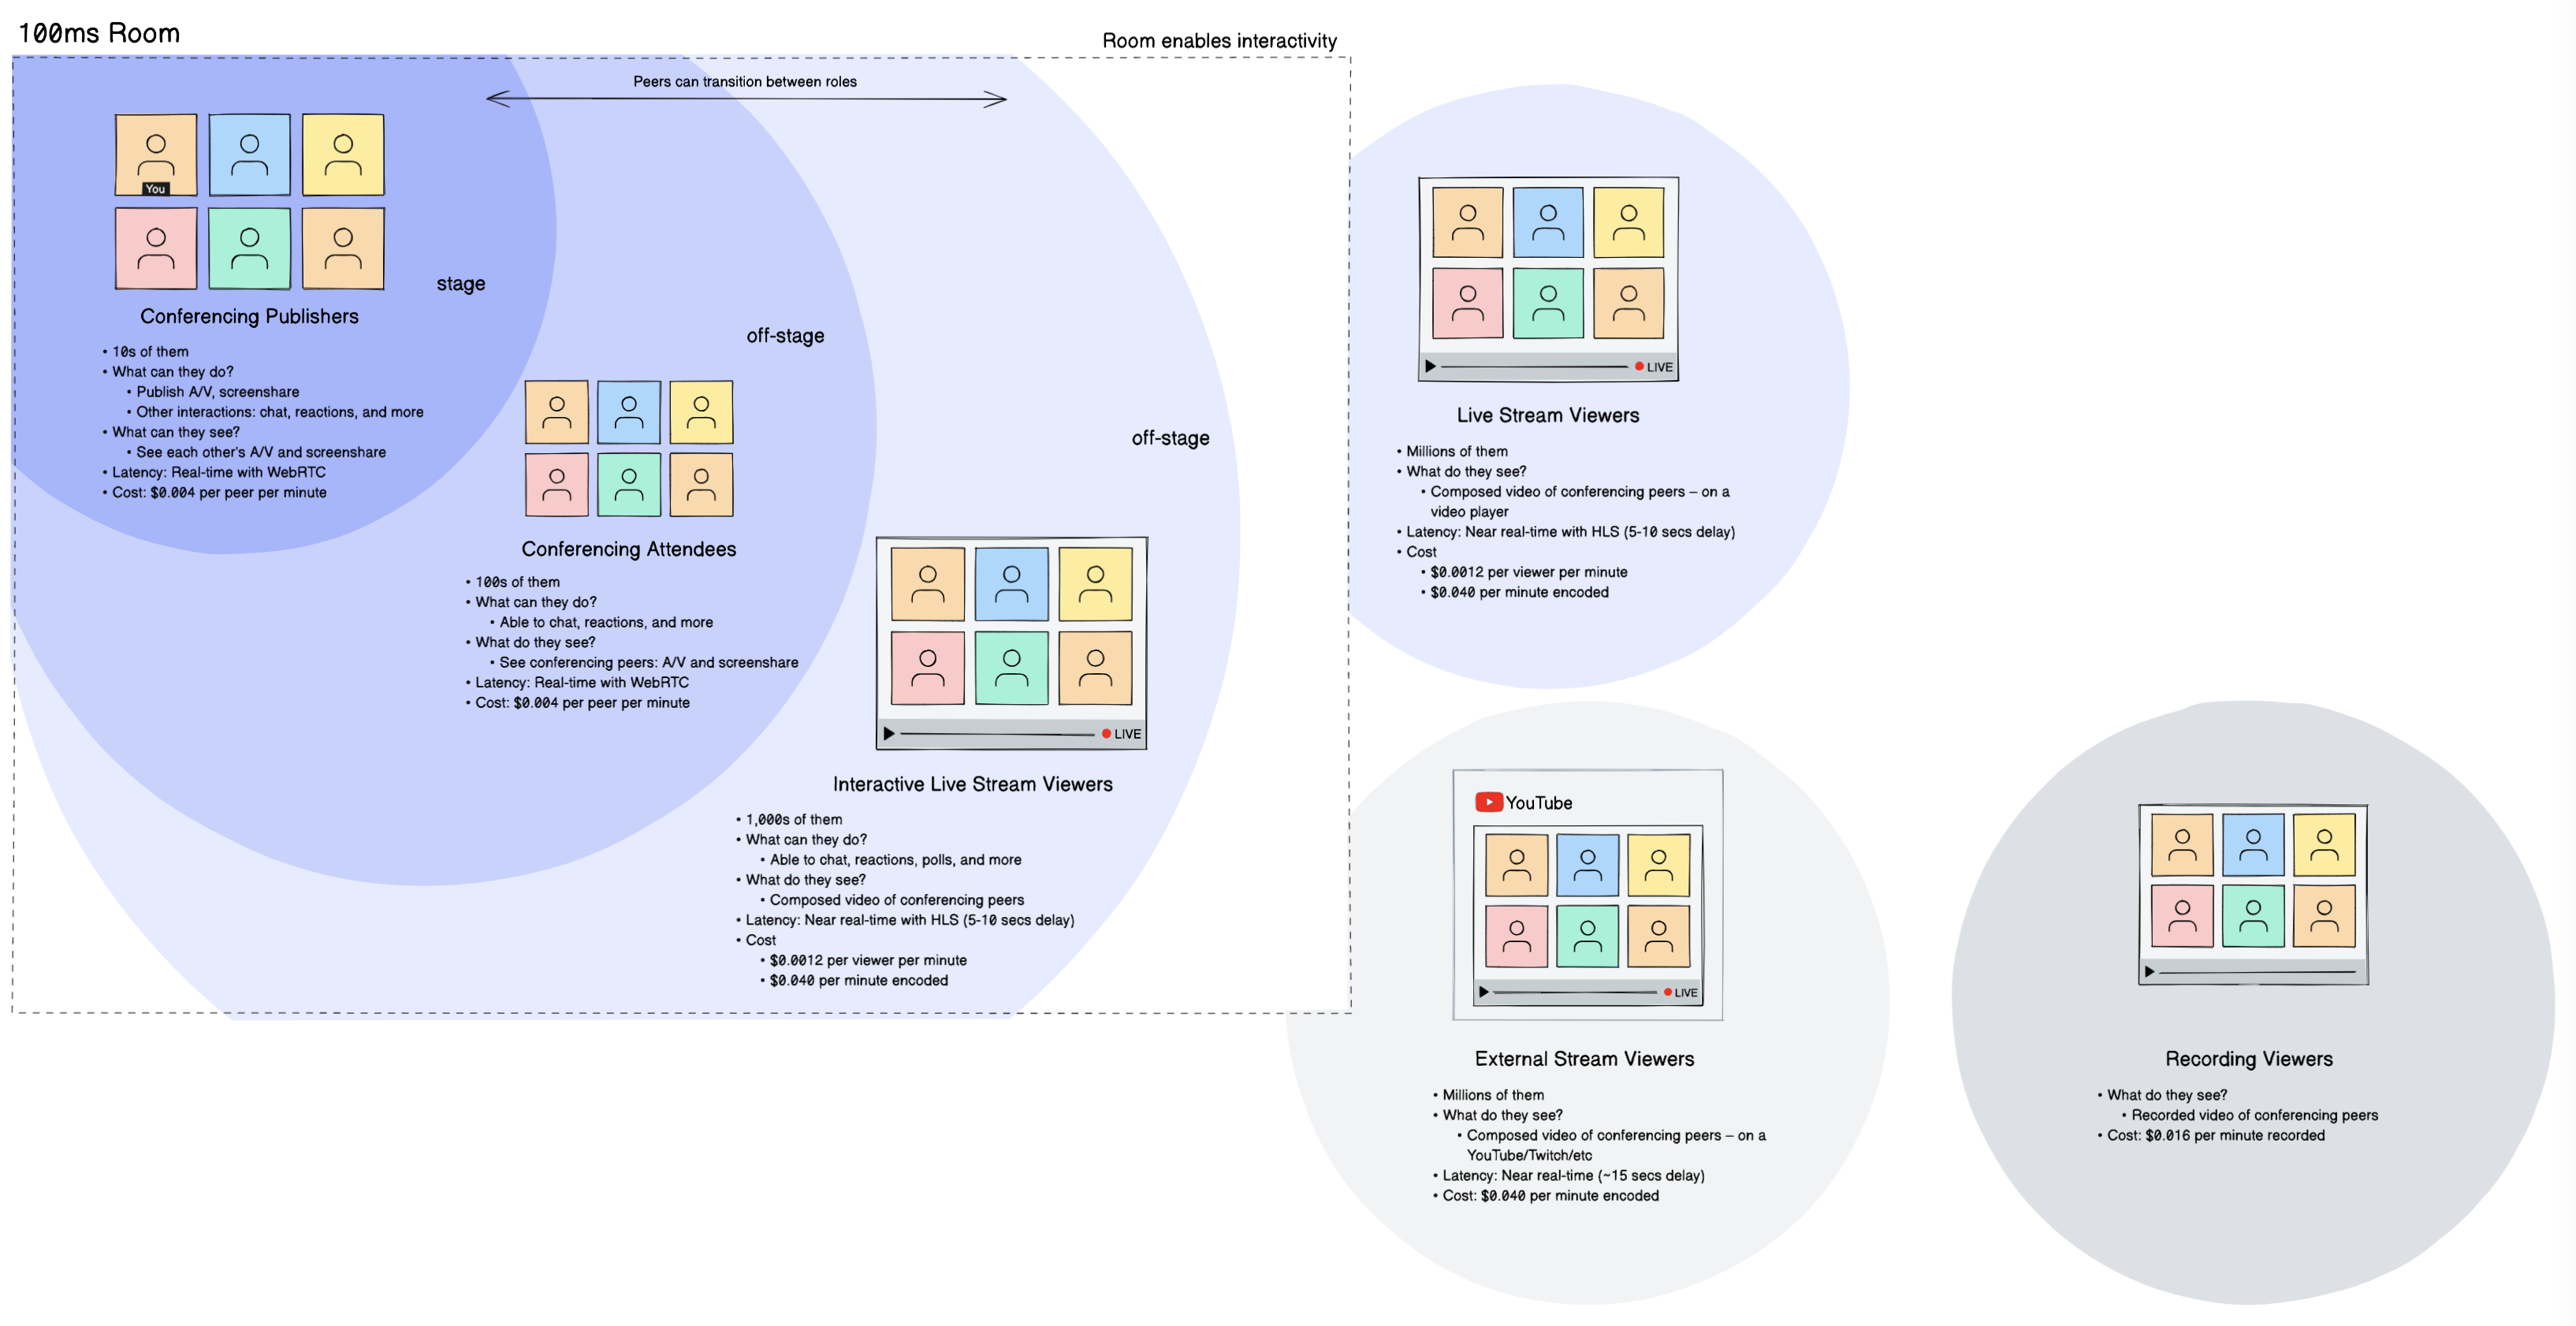 100ms Room
Room enables interactivity
Peers can transition between roles
You
stage
Conferencing Publishers
• 10s of them
• What can they do?
• Publish A/V, screenshare
• Other interactions: chat, reactions, and more
• What can they see?
• See each other's A/V and screenshare
• Latency: Real-time with WebRTC
• Cost: $0.004 per peer per minute
off-stage
Conferencing Attendees
• 100s of them
• What can they do?
• Able to chat, reactions, and more
• What do they see?
• See conferencing peers: A/V and screenshare
• Latency: Real-time with WebRTC
• Cost: $0.004 per peer per minute
off-stage
LIVE
Interactive Live Stream Viewers
• 1,000s of them
• What can they do?
• Able to chat, reactions, polls, and more
• What do they see?
• Composed video of conferencing peers
• Latency: Near real-time with HLS (5-10 secs delay)
• Cost
• $0.0012 per viewer per minute
• $0.040 per minute encoded
LIVE
Live Stream Viewers
• Millions of them
• What do they see?
• Composed video of conferencing peers – on a
video player
• Latency: Near real-time with HLS (5-10 secs delay)
• Cost
• $0.0012 per viewer per minute
• $0.040 per minute encoded
YouTube
LIVE
External Stream Viewers
• Millions of them
• What do they see?
• Composed video of conferencing peers – on a
YouTube/Twitch/etc
• Latency: Near real-time (~15 secs delay)
• Cost: $0.040 per minute encoded
Recording Viewers
• What do they see?
• Recorded video of conferencing peers
• Cost: $0.016 per minute recorded